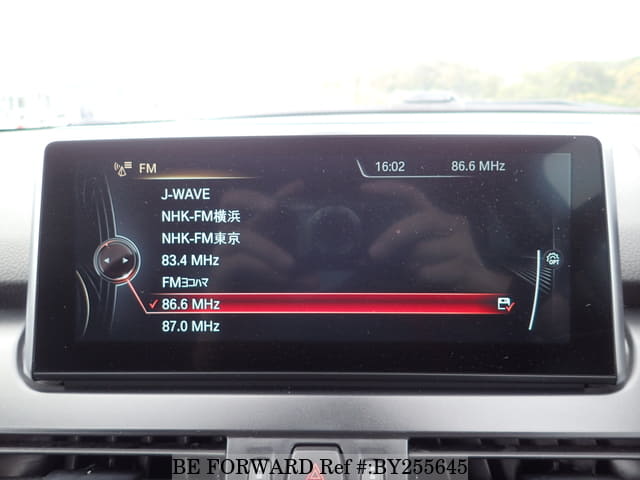 FM
16:02
86.6 MHz
J-WAVE
NHK-FM横浜
NHK-FM東京
83.4 MHz
FMﾖｺﾊﾏ
86.6 MHz
87.0 MHz
OPT
BE FORWARD Ref #:BY255645